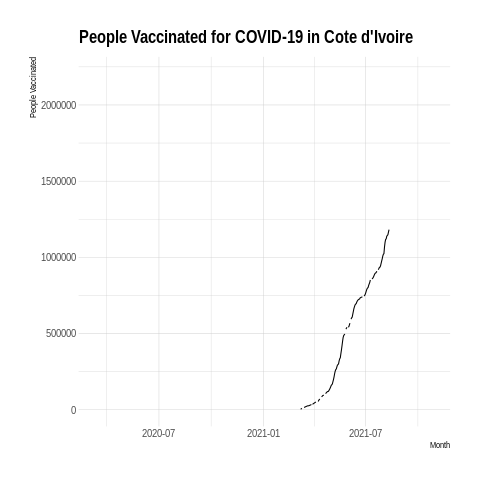 People Vaccinated for COVID-19 in Cote d'Ivoire
People Vaccinated
2000000
1500000
1000000
500000
0
2020-07 2021-01 2021-07
Month